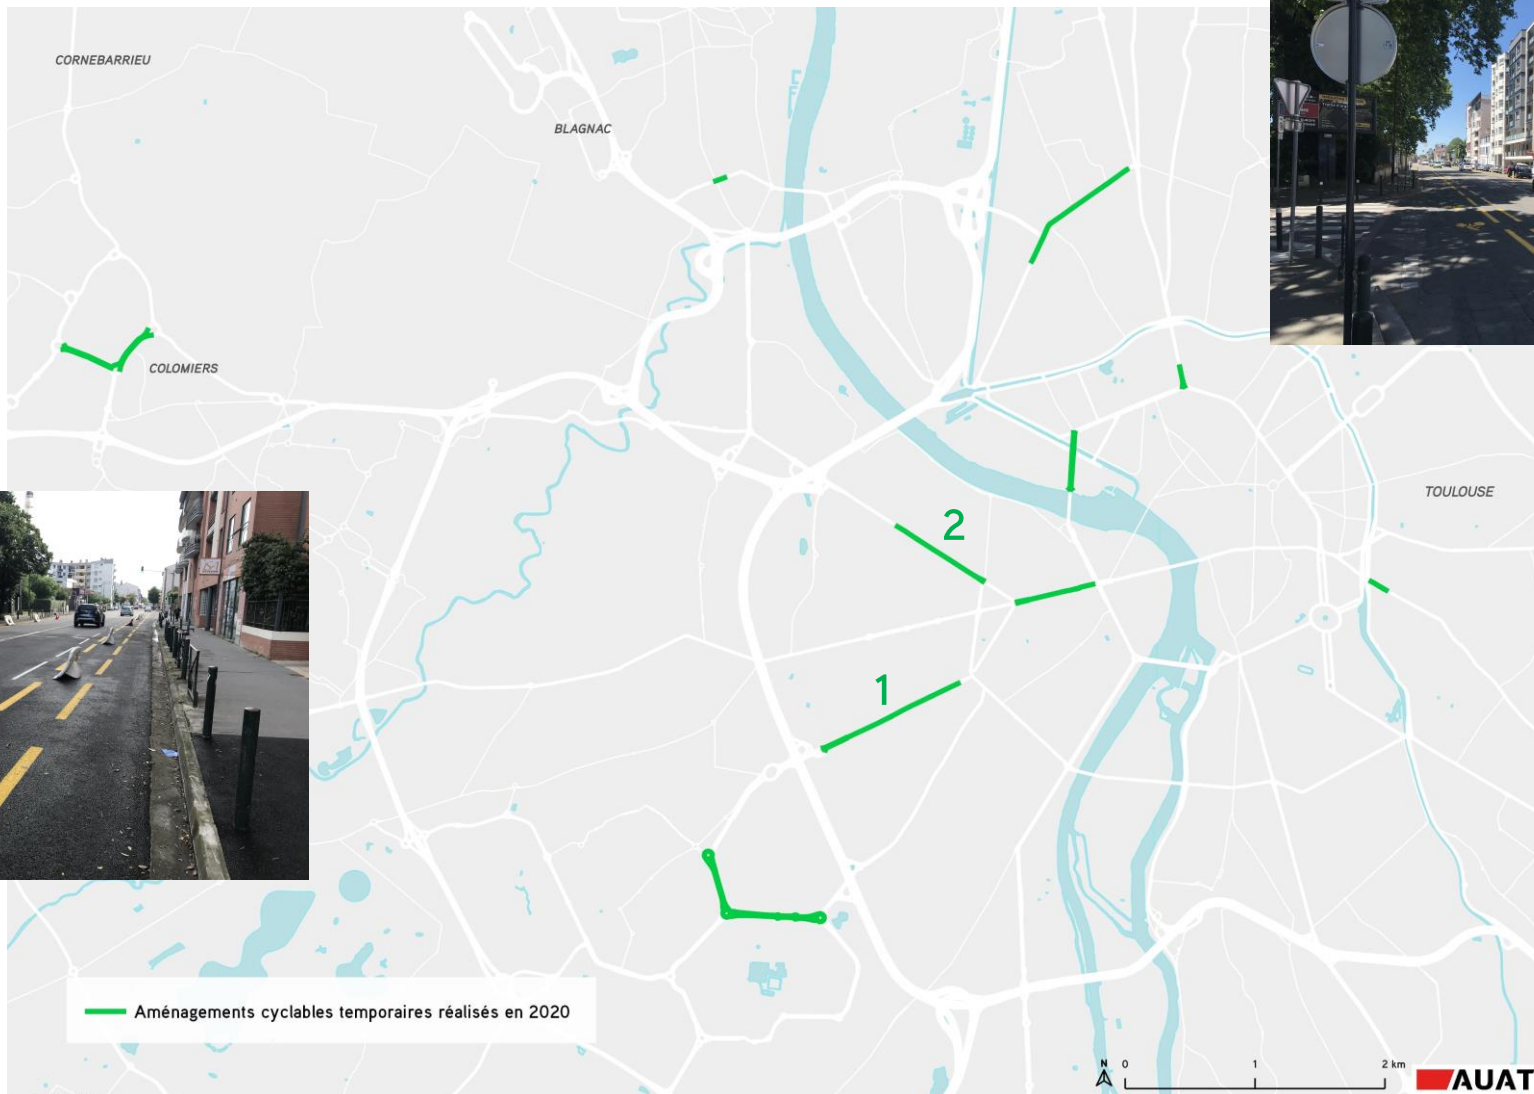 CORNEBARRIEU
BLAGNAC
COLOMIERS
TOULOUSE
2
1
Aménagements cyclables temporaires réalisés en 2020
N
0
1
2 km
AUAT